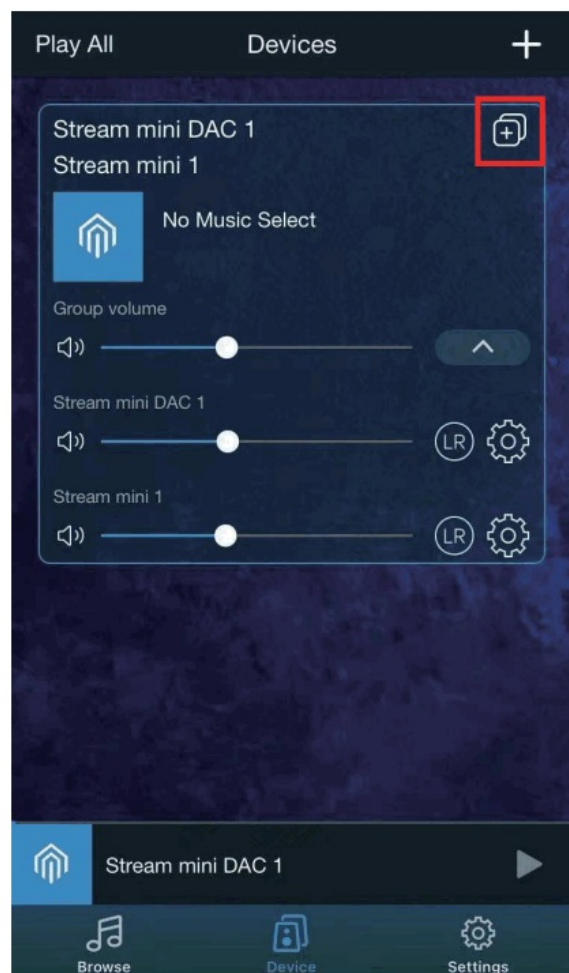 Play All Devices +
Stream mini DAC 1
Stream mini 1
No Music Select
Group volume
Stream mini DAC 1
LR
Stream mini 1
LR
Stream mini DAC 1
Browse Device Settings